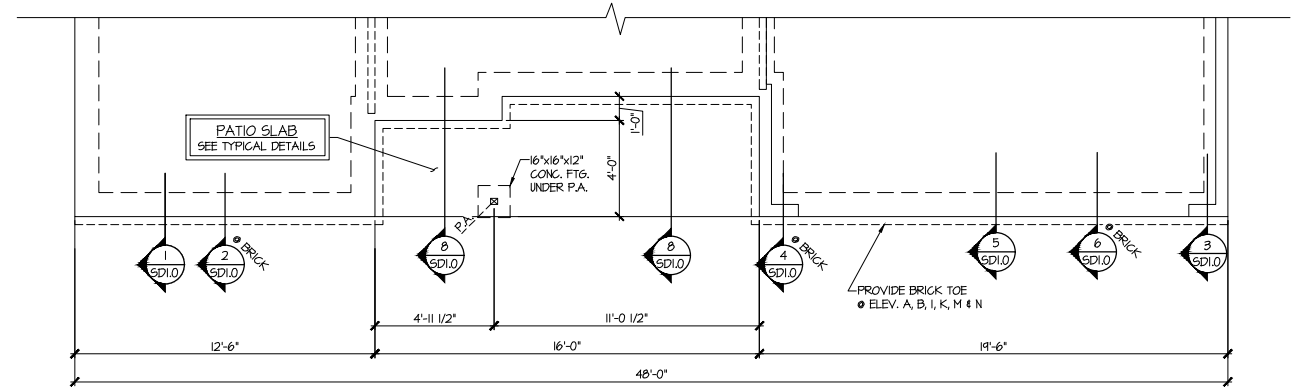 PATIO SLAB
SEE TYPICAL DETAILS
1'-0"
4'-0"
16"x16"x12"
CONC. FTG.
UNDER P.A.
P.A.
1
SD1.0
2
SD1.0
@ BRICK
8
SD1.0
8
SD1.0
4
SD1.0
@ BRICK
5
SD1.0
6
SD1.0
@ BRICK
3
SD1.0
PROVIDE BRICK TOE
@ ELEV. A, B, I, K, M & N
4'-11 1/2"
11'-0 1/2"
12'-6"
16'-0"
19'-6"
48'-0"